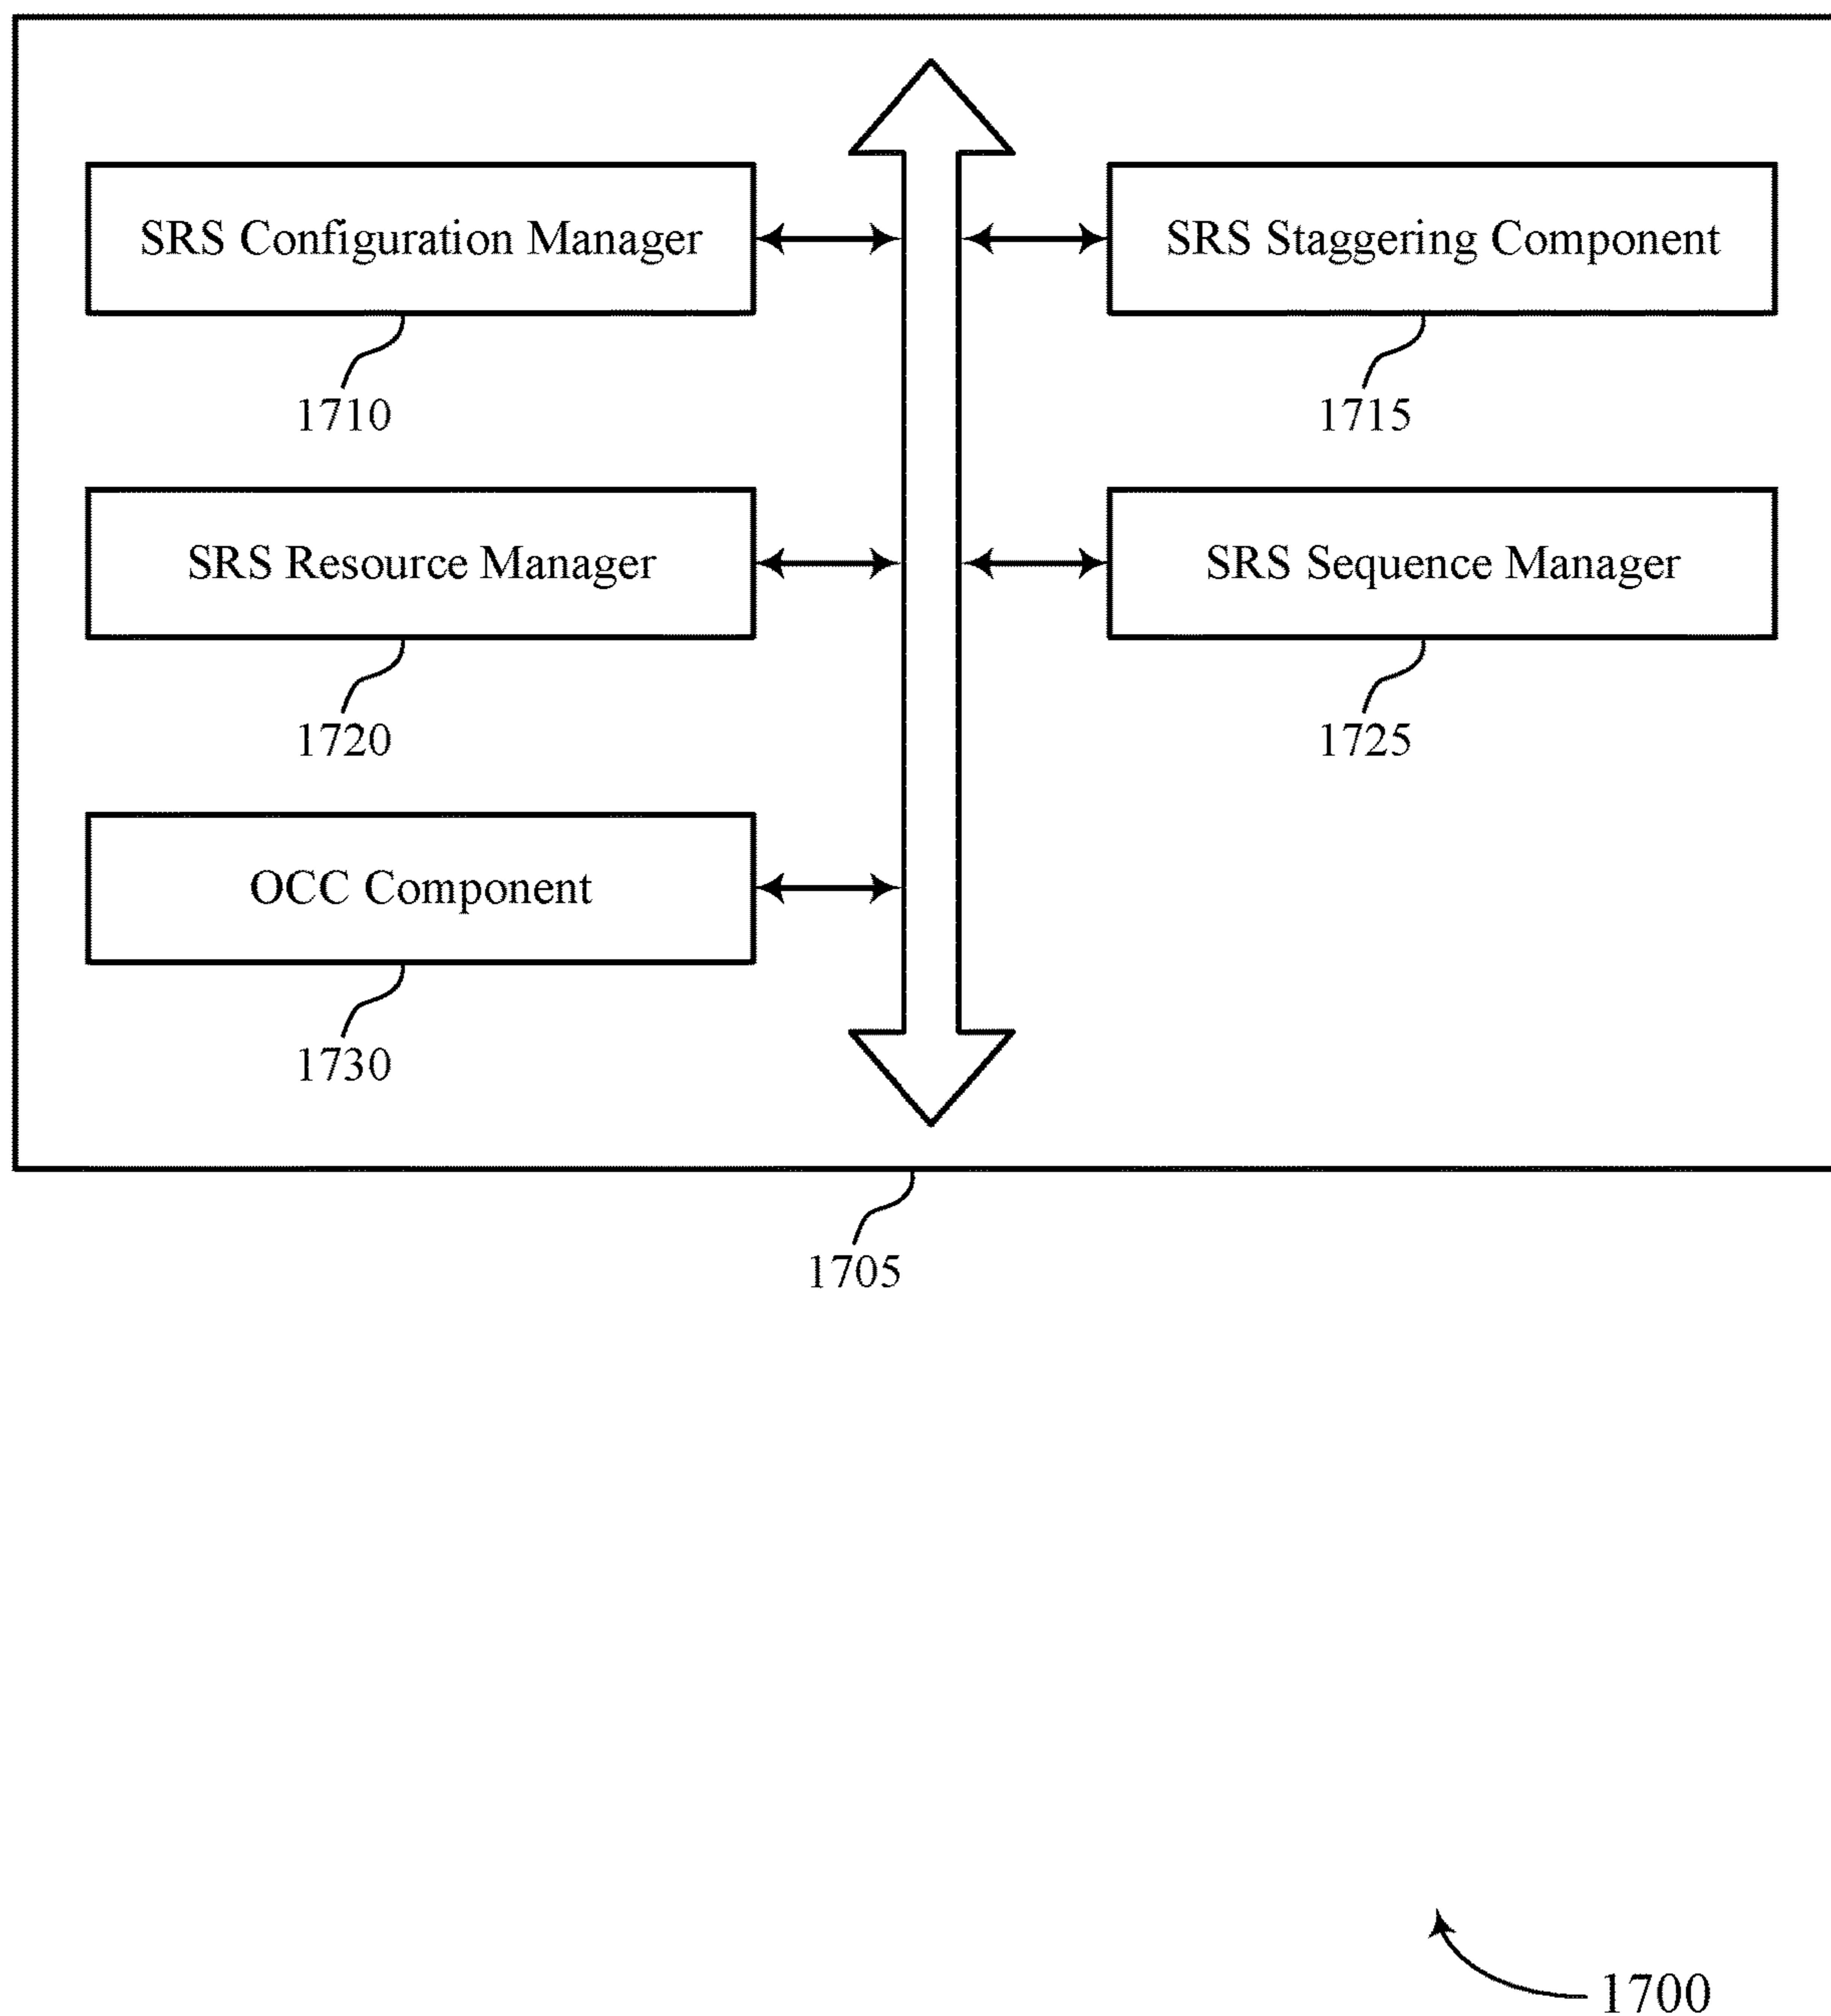 SRS Configuration Manager
1710
SRS Staggering Component
1715
SRS Resource Manager
1720
SRS Sequence Manager
1725
OCC Component
1730
1705
1700